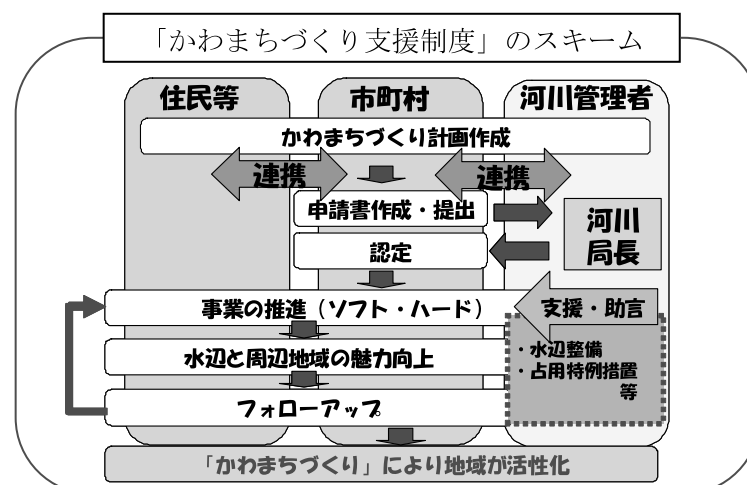 「かわまちづくり支援制度」のスキーム
住民等
市町村
河川管理者
かわまちづくり計画作成
連携
連携
申請書作成・提出
河川
局長
認定
事業の推進（ソフト・ハード）
支援・助言
水辺と周辺地域の魅力向上
・水辺整備
・占用特例措置
等
フォローアップ
「かわまちづくり」により地域が活性化